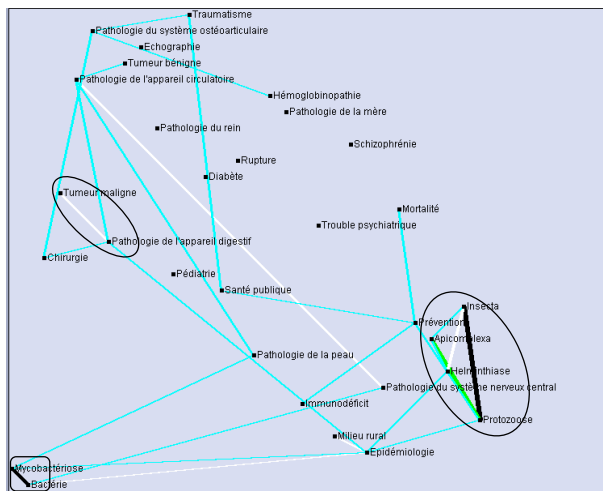 Traumatisme
Pathologie du système ostéoarticulaire
Echographie
Tumeur bénigne
Pathologie de l'appareil circulatoire
Hémoglobinopathie
Pathologie de la mère
Pathologie du rein
Schizophrénie
Rupture
Diabète
Tumeur maligne
Mortalité
Trouble psychiatrique
Pathologie de l'appareil digestif
Chirurgie
Pédiatrie
Santé publique
Insecta
Prévention
Apicomplexa
Pathologie de la peau
Helminthiase
Pathologie du système nerveux central
Immunodéficit
Protozoose
Milieu rural
Epidémiologie
Mycobactériose
Bactérie